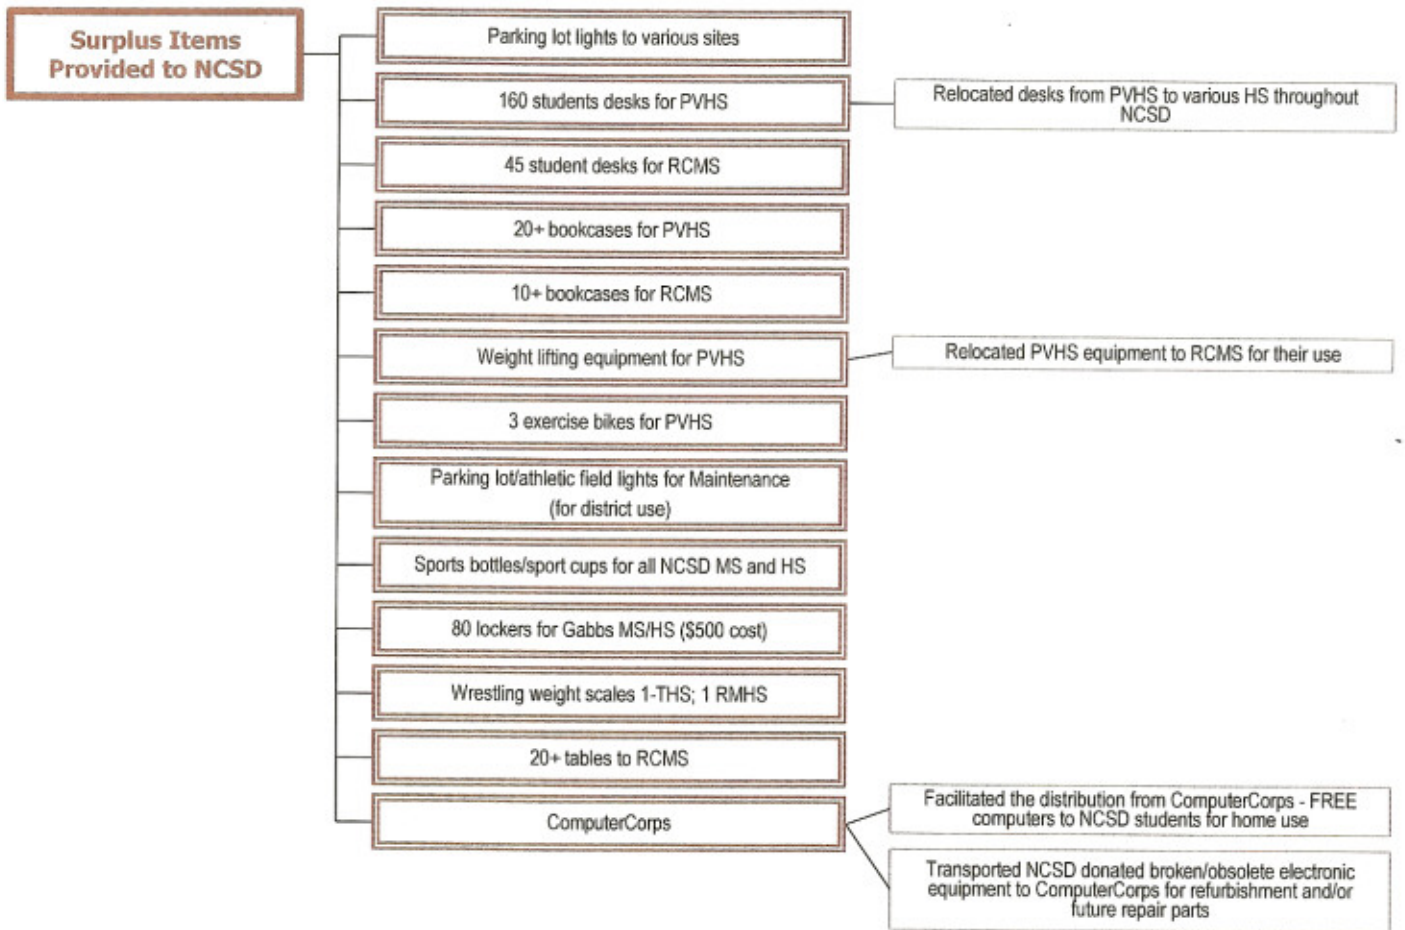 Surplus Items
Provided to NCSD
Parking lot lights to various sites
160 students desks for PVHS
Relocated desks from PVHS to various HS throughout
NCSD
45 student desks for RCMS
20+ bookcases for PVHS
10+ bookcases for RCMS
Weight lifting equipment for PVHS
Relocated PVHS equipment to RCMS for their use
3 exercise bikes for PVHS
Parking lot/athletic field lights for Maintenance
(for district use)
Sports bottles/sport cups for all NCSD MS and HS
80 lockers for Gabbs MS/HS ($500 cost)
Wrestling weight scales 1-THS; 1 RMHS
20+ tables to RCMS
ComputerCorps
Facilitated the distribution from ComputerCorps - FREE
computers to NCSD students for home use
Transported NCSD donated broken/obsolete electronic
equipment to ComputerCorps for refurbishment and/or
future repair parts